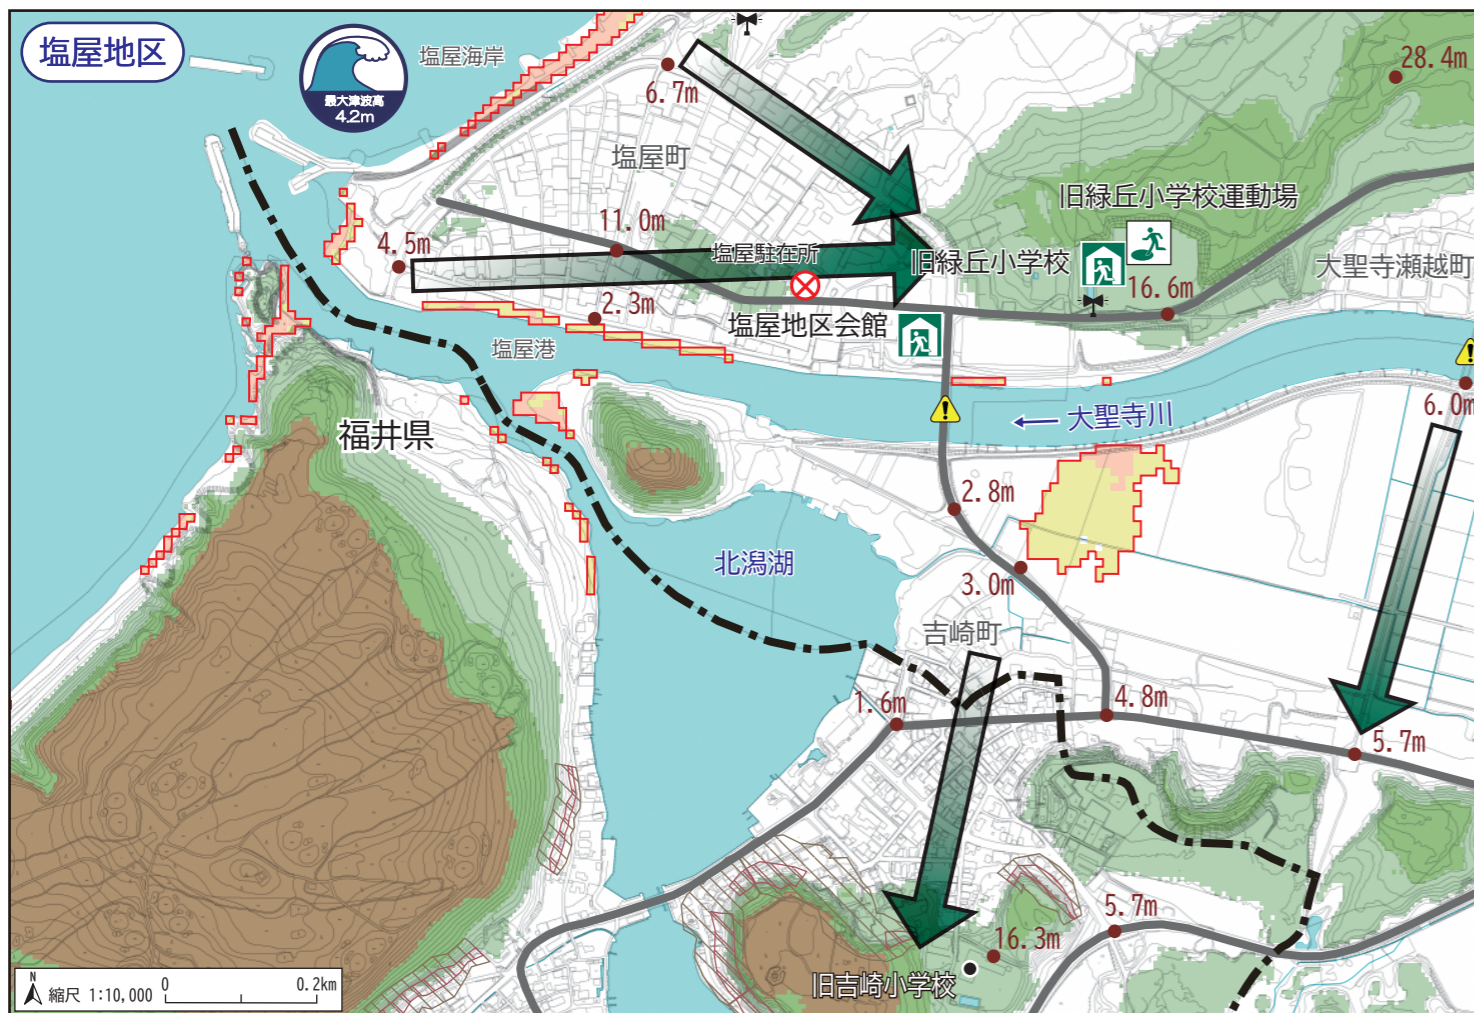 塩屋地区
最大津波高
4.2m
塩屋海岸
6.7m
28.4m
塩屋町
旧緑丘小学校運動場
11.0m
4.5m
塩屋駐在所
旧緑丘小学校
大聖寺瀬越町
16.6m
2.3m
塩屋地区会館
塩屋港
6.0m
← 大聖寺川
福井県
2.8m
北潟湖
3.0m
吉崎町
1.6m
4.8m
5.7m
5.7m
16.3m
旧吉崎小学校
N
縮尺 1:10,000
0
0.2km